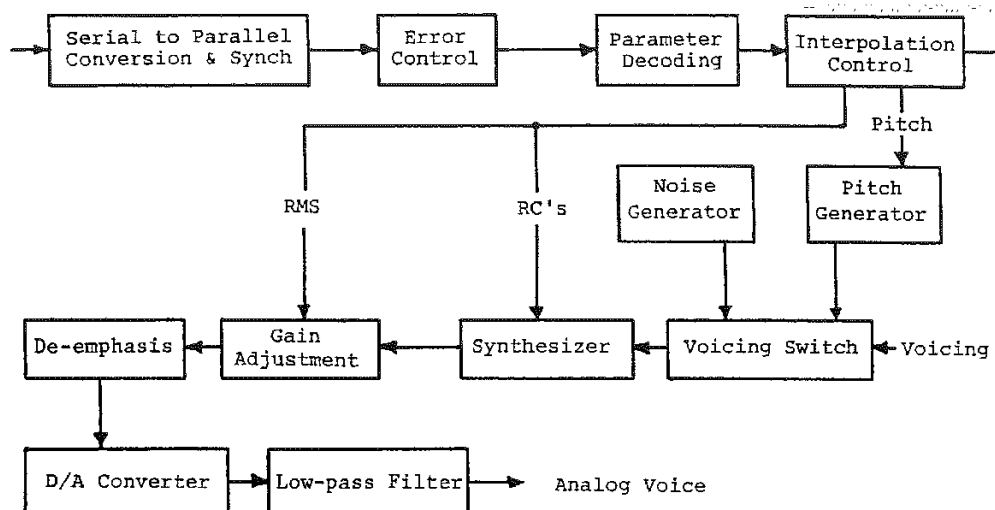 Serial to Parallel
Conversion & Synch
Error
Control
Parameter
Decoding
Interpolation
Control
Pitch
RMS
RC's
Noise
Generator
Pitch
Generator
De-emphasis
Gain
Adjustment
Synthesizer
Voicing Switch
Voicing
D/A Converter
Low-pass Filter
Analog Voice